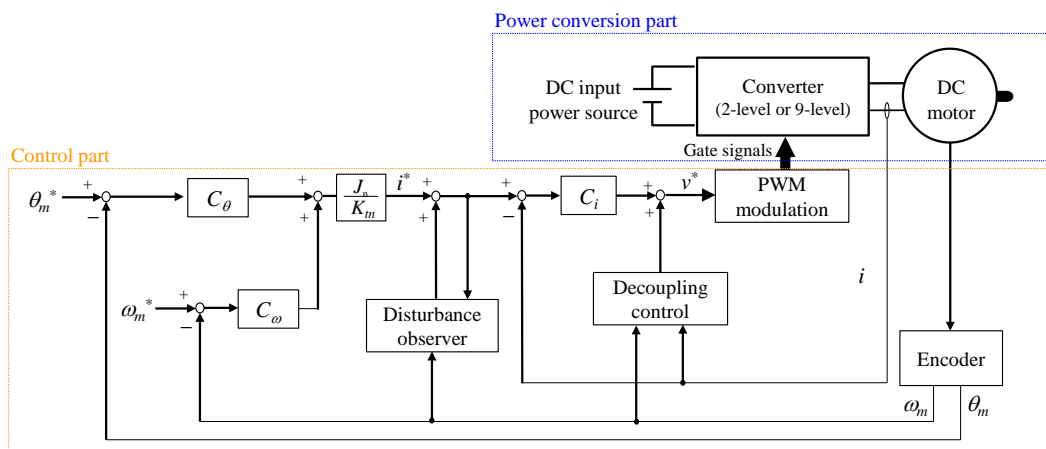 Power conversion part
DC input
power source
Converter
(2-level or 9-level)
DC
motor
Gate signals
Control part
θm*
+
−
Cθ
+
+
Jn
Ktn
i*
+
+
+
−
Ci
+
+
v*
PWM
modulation
i
ωm*
+
−
Cω
Disturbance
observer
Decoupling
control
Encoder
ωm
θm